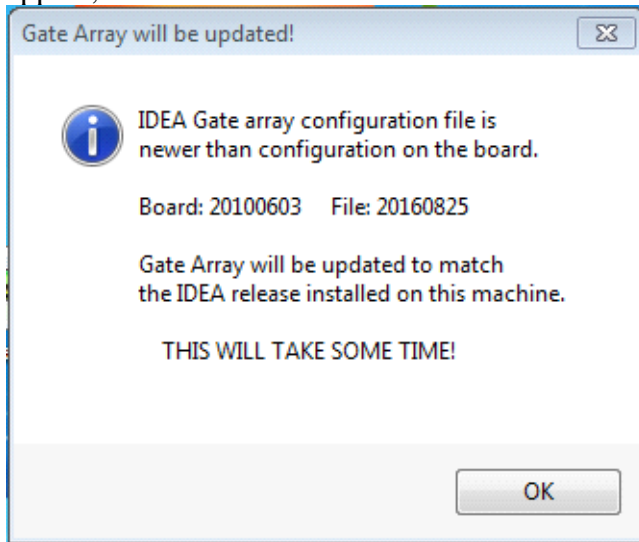 Gate Array will be updated!
IDEA Gate array configuration file is
newer than configuration on the board.
Board: 20100603 File: 20160825
Gate Array will be updated to match
the IDEA release installed on this machine.
THIS WILL TAKE SOME TIME!
OK